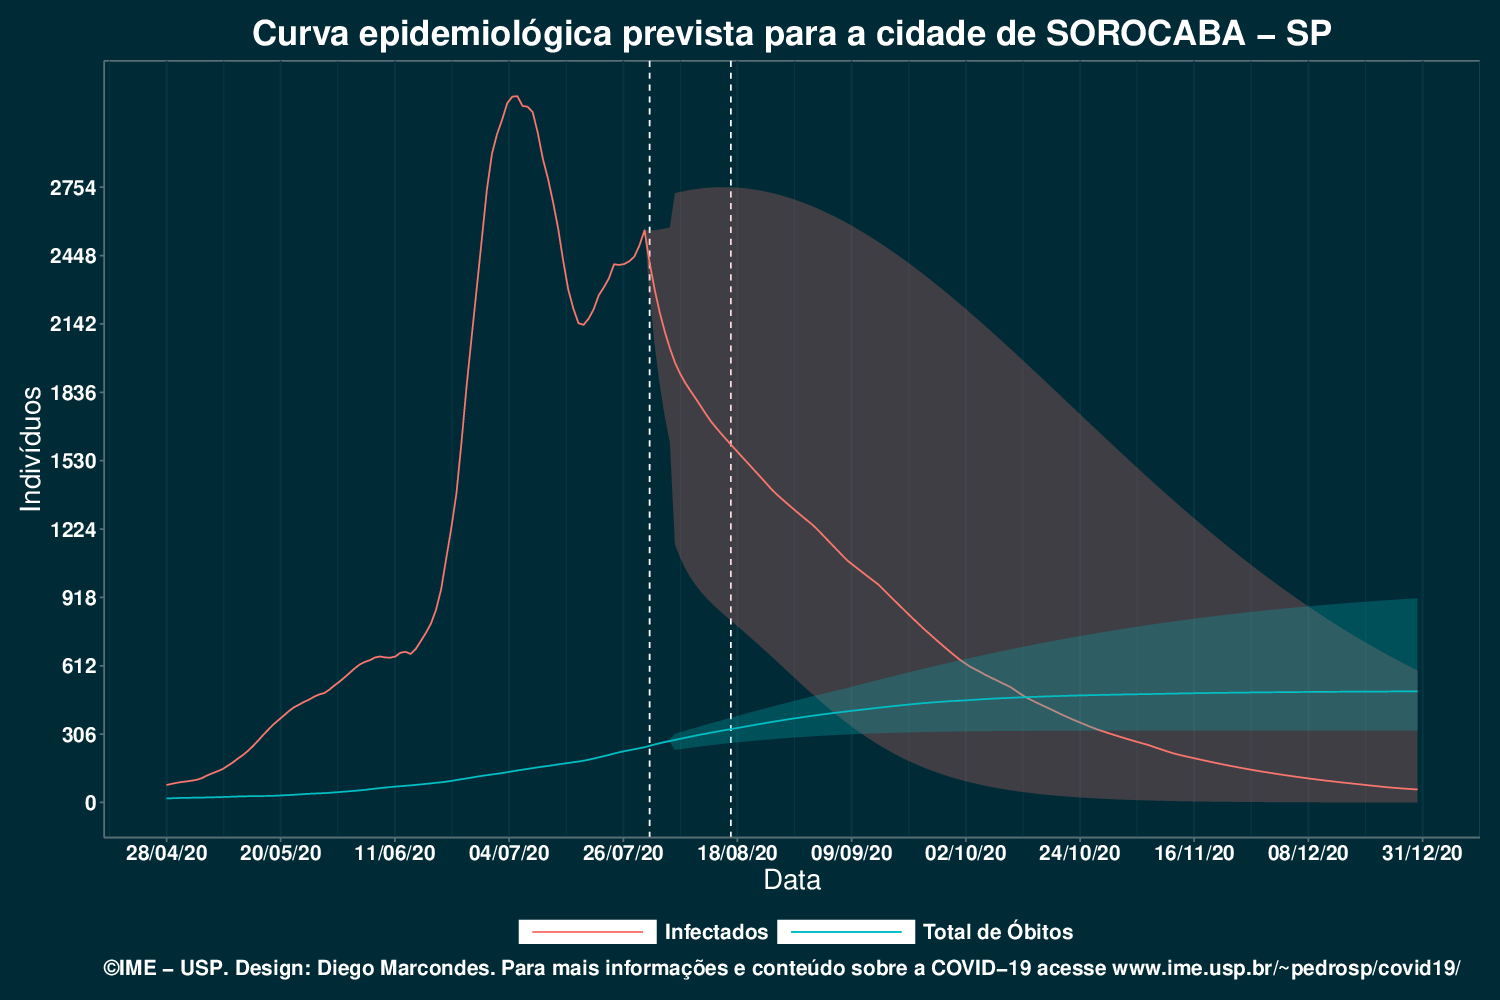 Curva epidemiológica prevista para a cidade de SOROCABA – SP
Indivíduos
2754
2448
2142
1836
1530
1224
918
612
306
0
28/04/20 20/05/20 11/06/20 04/07/20 26/07/20 18/08/20 09/09/20 02/10/20 24/10/20 16/11/20 08/12/20 31/12/20
Data
Infectados Total de Óbitos
©IME – USP. Design: Diego Marcondes. Para mais informações e conteúdo sobre a COVID–19 acesse www.ime.usp.br/~pedrosp/covid19/